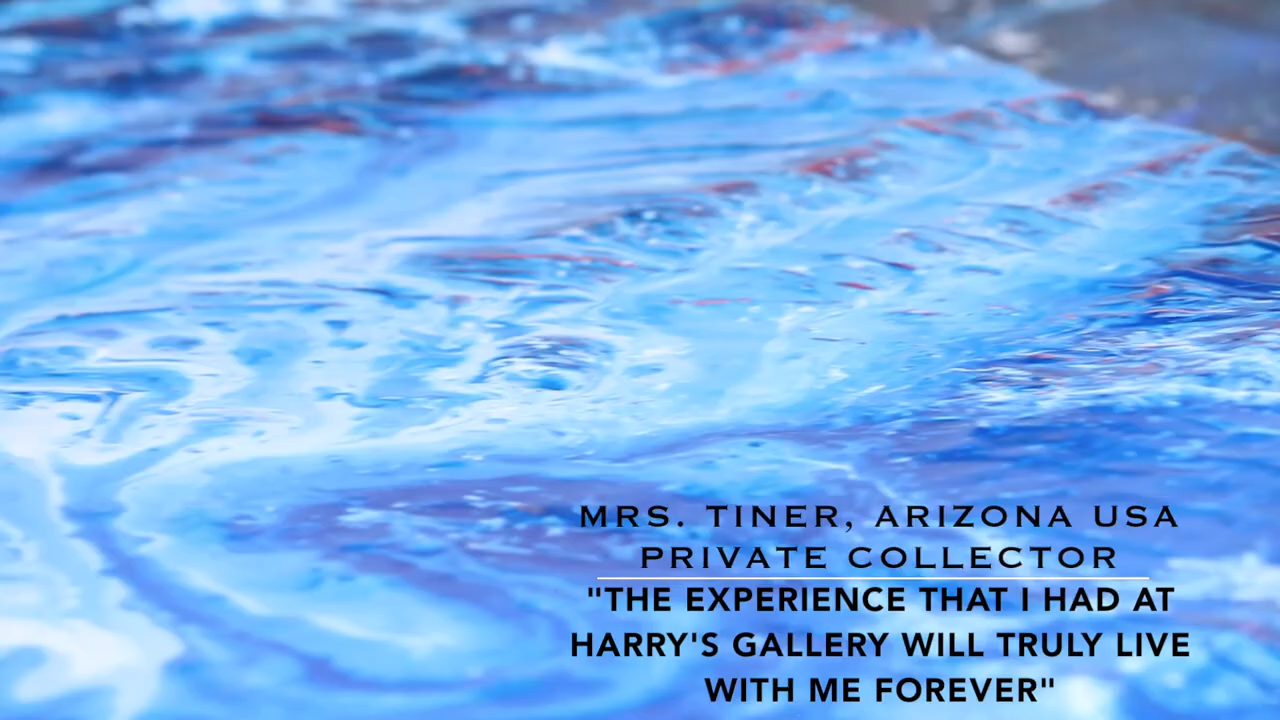 MRS. TINER, ARIZONA USA
PRIVATE COLLECTOR
"THE EXPERIENCE THAT I HAD AT
HARRY'S GALLERY WILL TRULY LIVE
WITH ME FOREVER"